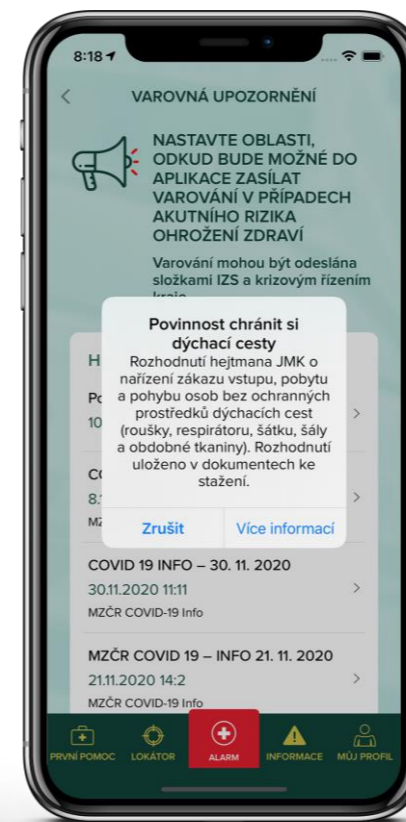 8:18
VAROVNÁ UPOZORNĚNÍ
NASTAVTE OBLASTI,
ODKUD BUDE MOŽNÉ DO
APLIKACE ZASÍLAT
VAROVÁNÍ V PŘÍPADECH
AKUTNÍHO RIZIKA
OHROŽENÍ ZDRAVÍ
Varování mohou být odeslána
složkami IZS a krizovým řízením
kraje
Povinnost chránit si
dýchací cesty
Rozhodnutí hejtmana JMK o
nařízení zákazu vstupu, pobytu
a pohybu osob bez ochranných
prostředků dýchacích cest
(roušky, respirátoru, šátku, šály
a obdobné tkaniny). Rozhodnutí
uloženo v dokumentech ke
stažení.
Zrušit Více informací
COVID 19 INFO – 30. 11. 2020
30.11.2020 11:11
MZČR COVID-19 Info
MZČR COVID 19 – INFO 21. 11. 2020
21.11.2020 14:2
MZČR COVID-19 Info
PRVNÍ POMOC LOKÁTOR ALARM INFORMACE MŮJ PROFIL